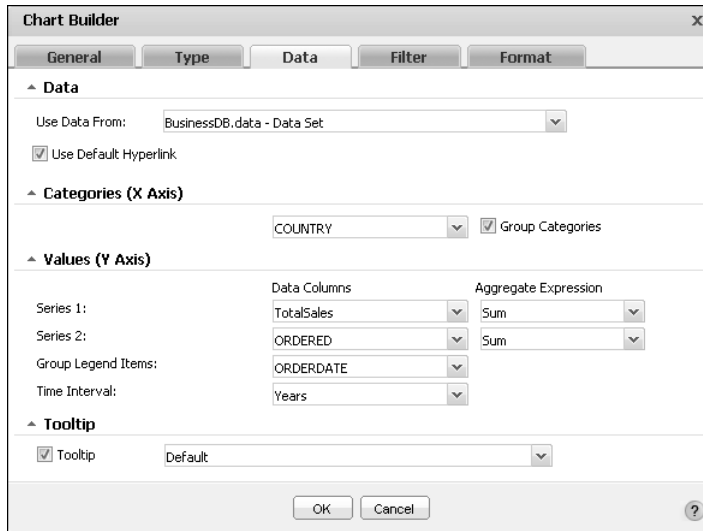 Chart Builder x
General Type Data Filter Format
Data
Use Data From: BusinessDB.data - Data Set
Use Default Hyperlink
Categories (X Axis)
COUNTRY Group Categories
Values (Y Axis)
Data Columns Aggregate Expression
Series 1: TotalSales Sum
Series 2: ORDERED Sum
Group Legend Items: ORDERDATE
Time Interval: Years
Tooltip
Tooltip Default
OK Cancel ?